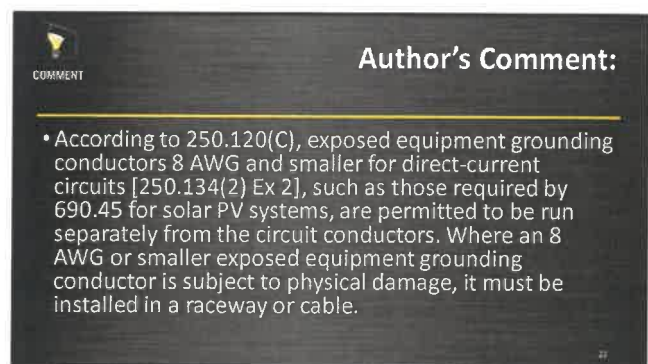 COMMENT
Author's Comment:
• According to 250.120(C), exposed equipment grounding
conductors 8 AWG and smaller for direct-current
circuits [250.134(2) Ex 2], such as those required by
690.45 for solar PV systems, are permitted to be run
separately from the circuit conductors. Where an 8
AWG or smaller exposed equipment grounding
conductor is subject to physical damage, it must be
installed in a raceway or cable.